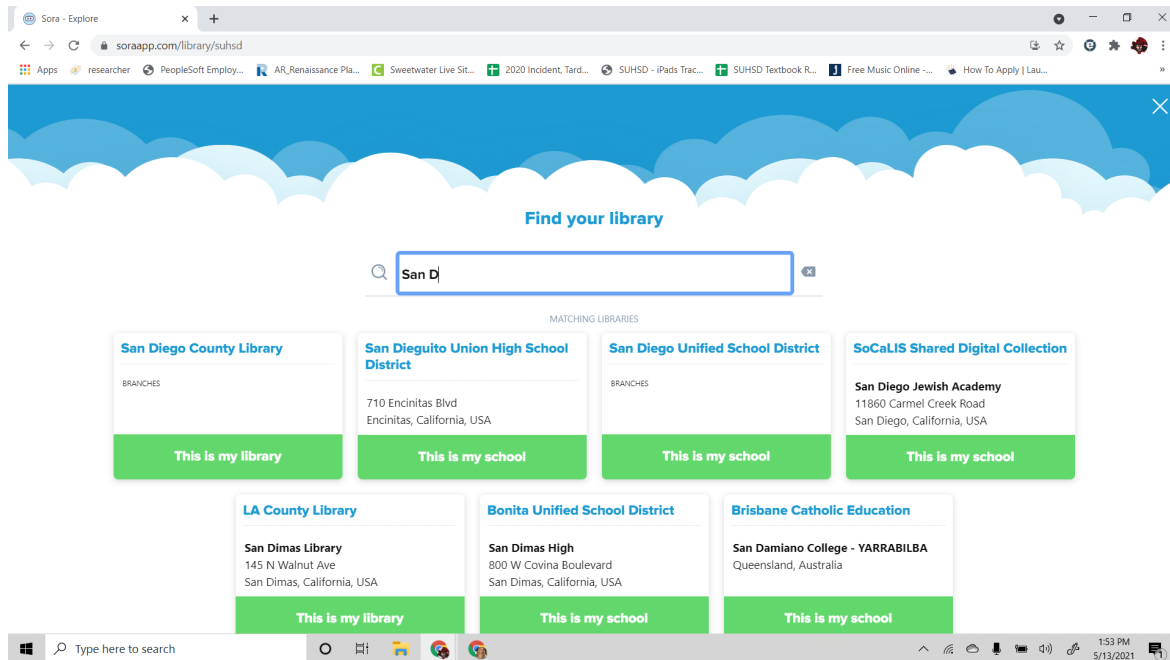 Sora - Explore
soraapp.com/library/suhsd
Apps researcher PeopleSoft Employ... AR_Renaissance Pla... Sweetwater Live Sit... 2020 Incident, Tard... SUHSD - iPads Trac... SUHSD Textbook R... Free Music Online -... How To Apply | Lau... »
Find your library
San D
MATCHING LIBRARIES
San Diego County Library
BRANCHES
This is my library
San Dieguito Union High School
District
710 Encinitas Blvd
Encinitas, California, USA
This is my school
San Diego Unified School District
BRANCHES
This is my school
SoCaLIS Shared Digital Collection
San Diego Jewish Academy
11860 Carmel Creek Road
San Diego, California, USA
This is my school
LA County Library
San Dimas Library
145 N Walnut Ave
San Dimas, California, USA
This is my library
Bonita Unified School District
San Dimas High
800 W Covina Boulevard
San Dimas, California, USA
This is my school
Brisbane Catholic Education
San Damiano College - YARRABILBA
Queensland, Australia
This is my school
Type here to search
1:53 PM
5/13/2021
1